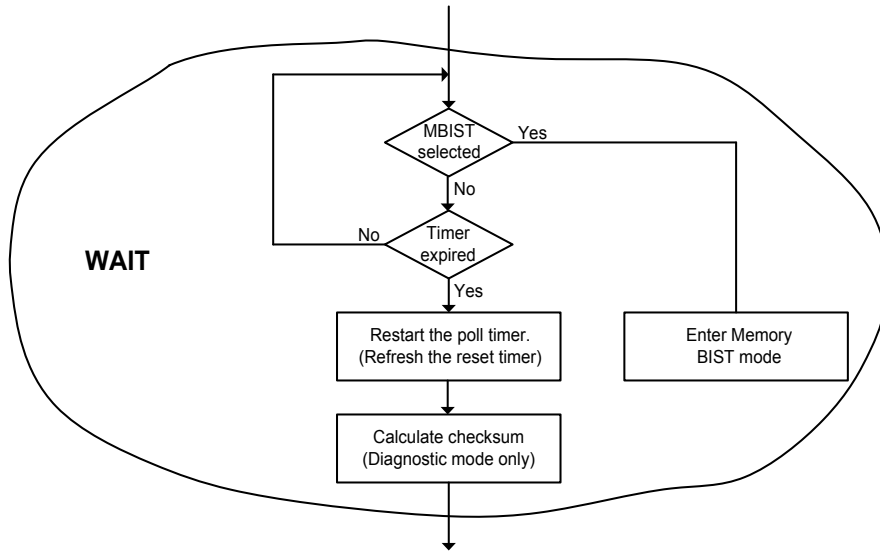 MBIST
selected
Yes
No
Timer
expired
No
WAIT
Yes
Restart the poll timer.
(Refresh the reset timer)
Enter Memory
BIST mode
Calculate checksum
(Diagnostic mode only)